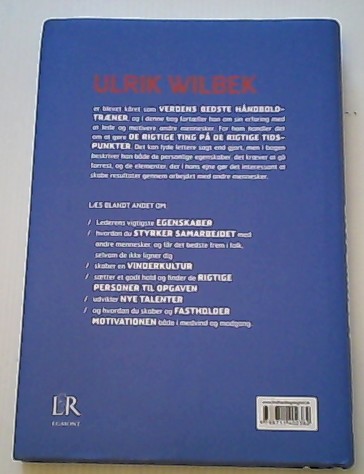 ULRIK WILBEK
er blevet kåret som VERDENS BEDSTE HÅNDBOLD-
TRÆNER, og i denne bog fortæller han om sin erfaring med
at lede og motivere andre mennesker. For ham handler det
om at gøre DE RIGTIGE TING PÅ DE RIGTIGE TIDS-
PUNKTER. Det kan lyde lettere sagt end gjort, men i bogen
beskriver han både de personlige egenskaber, det kræver at gå
forrest, og de elementer, der i hans øjne gør det interessant at
skabe resultater gennem arbejdet med andre mennesker.
LÆS BLANDT ANDET OM:
/ Lederens vigtigste EGENSKABER
/ hvordan du STYRKER SAMARBEJDET med
andre mennesker, og får det bedste frem i folk,
selvom de ikke ligner dig
/ skaber en VINDERKULTUR
/ sætter et godt hold og finder de RIGTIGE
PERSONER TIL OPGAVEN
/ udvikler NYE TALENTER
/ og hvordan du skaber og FASTHOLDER
MOTIVATIONEN både i medvind og modgang.
L&R
EGMONT